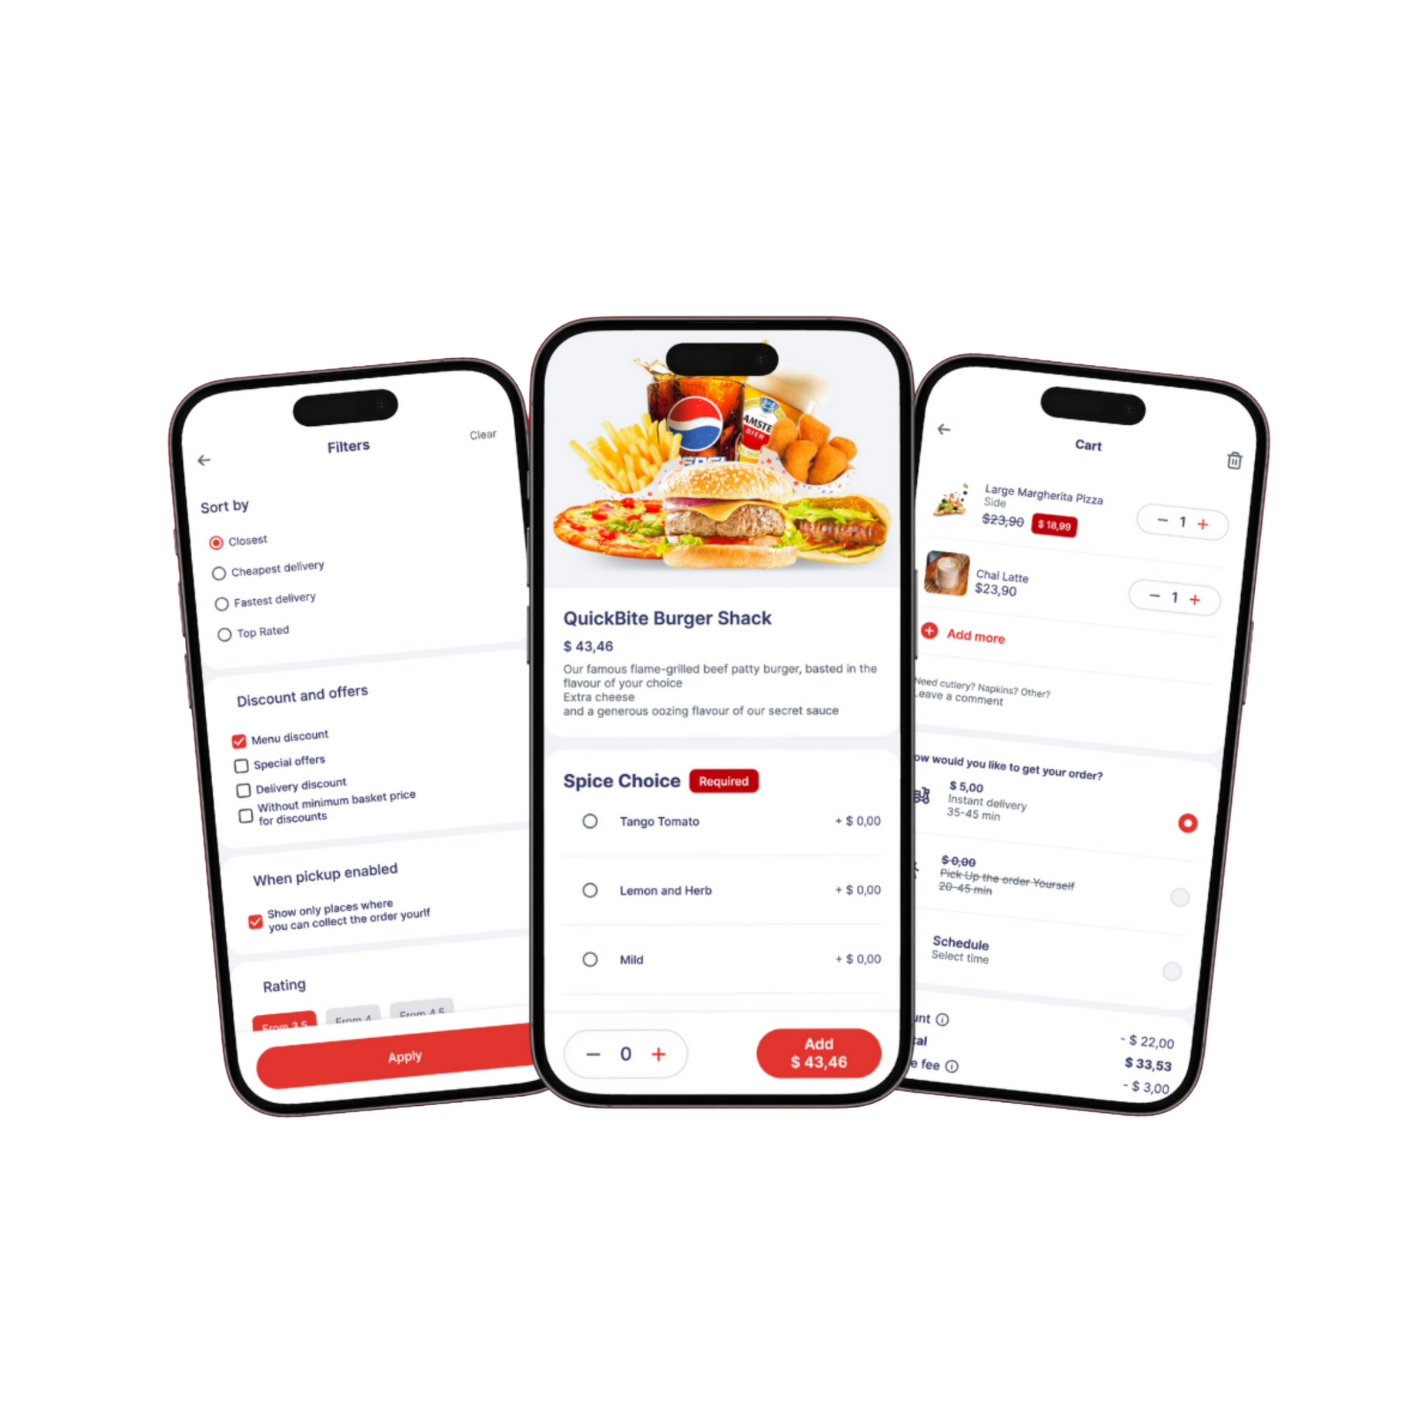 Filters
Clear
Sort by
Closest
Cheapest delivery
Fastest delivery
Top Rated
Discount and offers
Menu discount
Special offers
Delivery discount
Without minimum basket price
for discounts
When pickup enabled
Show only places where
you can collect the order yourlf
Rating
From 3.5
From 4
From 4.5
Apply
AMSTE
BIER
QuickBite Burger Shack
$ 43,46
Our famous flame-grilled beef patty burger, basted in the
flavour of your choice
Extra cheese
and a generous oozing flavour of our secret sauce
Spice Choice Required
Tango Tomato + $ 0,00
Lemon and Herb + $ 0,00
Mild + $ 0,00
0
Add
$ 43,46
Cart
Large Margherita Pizza
Side
$23,90 $ 18,99
1
Chai Latte
$23,90
1
Add more
Need cutlery? Napkins? Other?
Leave a comment
ow would you like to get your order?
$ 5,00
Instant delivery
35-45 min
$ 0,00
Pick Up the order Yourself
20-45 min
Schedule
Select time
unt - $ 22,00
al $ 33,53
e fee - $ 3,00